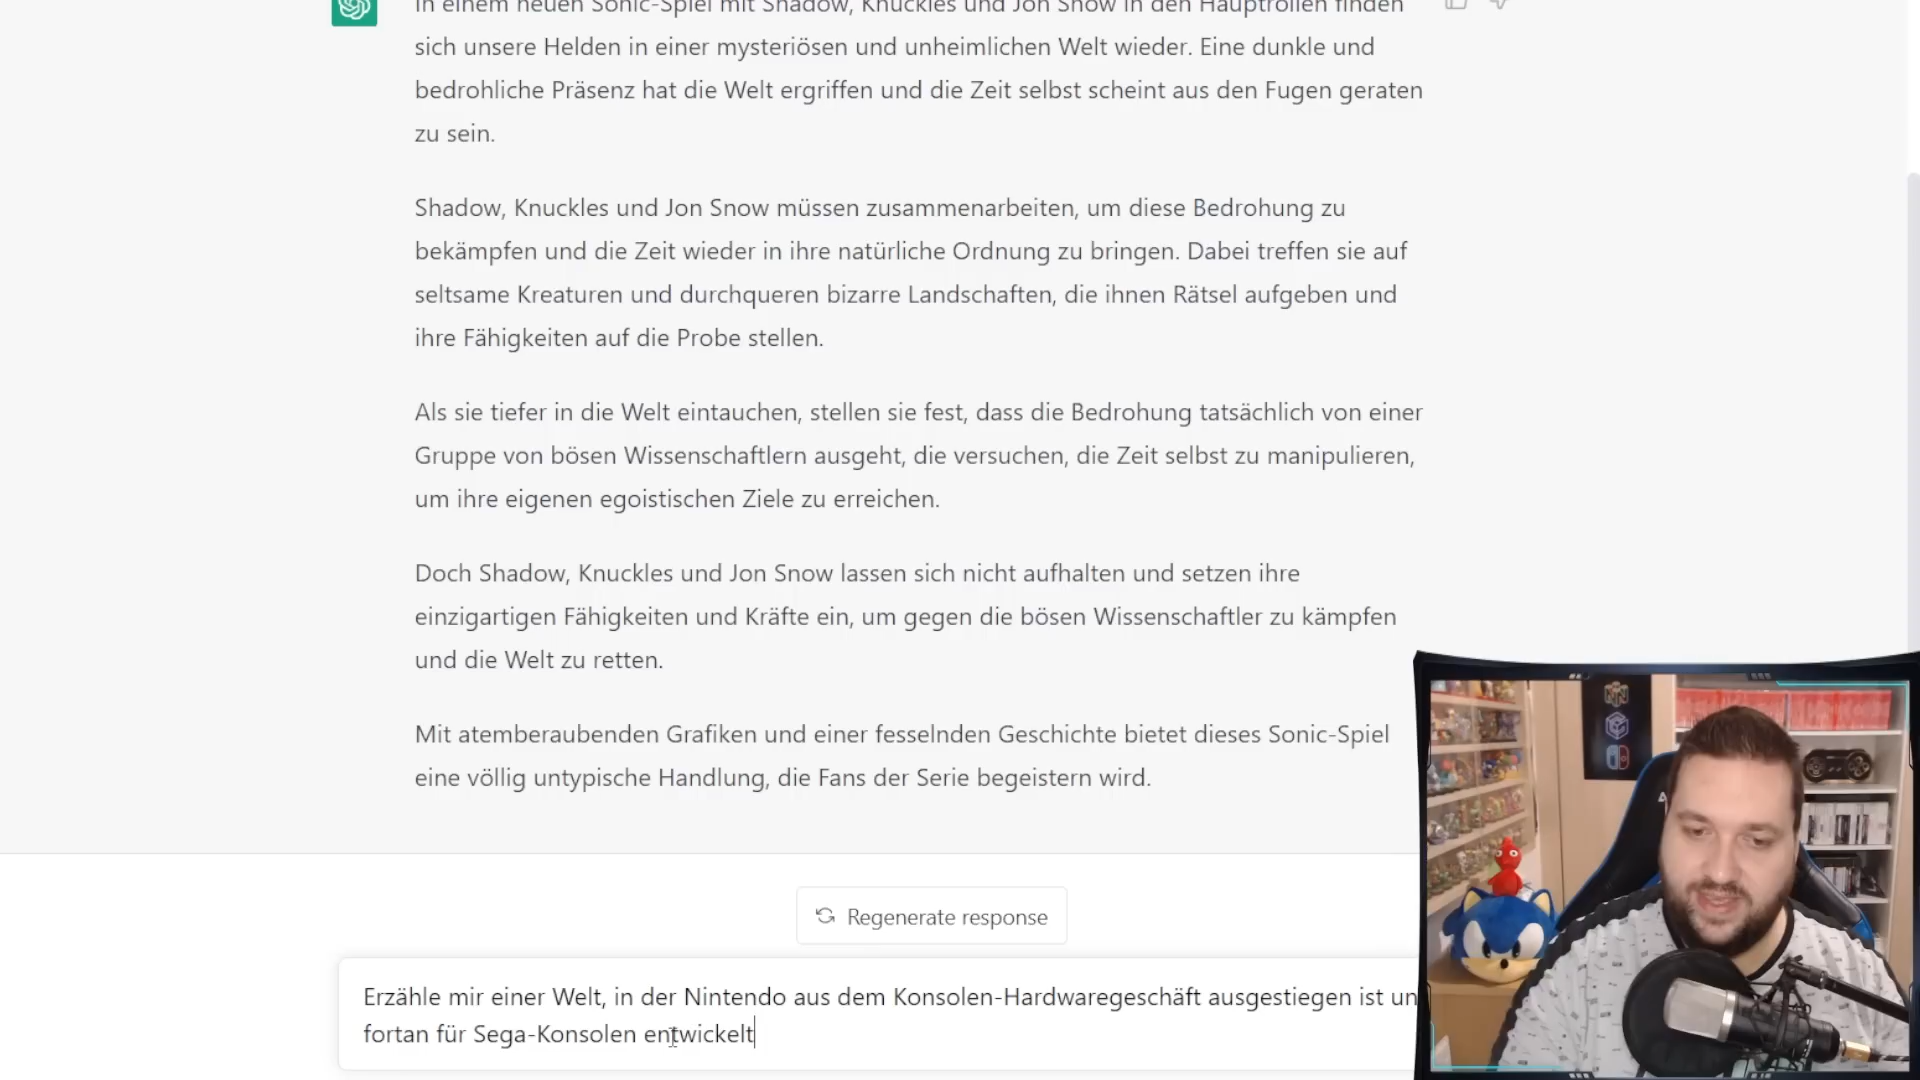 In einem neuen Sonic-Spiel mit Shadow, Knuckles und Jon Snow in den Hauptrollen finden
sich unsere Helden in einer mysteriösen und unheimlichen Welt wieder. Eine dunkle und
bedrohliche Präsenz hat die Welt ergriffen und die Zeit selbst scheint aus den Fugen geraten
zu sein.
Shadow, Knuckles und Jon Snow müssen zusammenarbeiten, um diese Bedrohung zu
bekämpfen und die Zeit wieder in ihre natürliche Ordnung zu bringen. Dabei treffen sie auf
seltsame Kreaturen und durchqueren bizarre Landschaften, die ihnen Rätsel aufgeben und
ihre Fähigkeiten auf die Probe stellen.
Als sie tiefer in die Welt eintauchen, stellen sie fest, dass die Bedrohung tatsächlich von einer
Gruppe von bösen Wissenschaftlern ausgeht, die versuchen, die Zeit selbst zu manipulieren,
um ihre eigenen egoistischen Ziele zu erreichen.
Doch Shadow, Knuckles und Jon Snow lassen sich nicht aufhalten und setzen ihre
einzigartigen Fähigkeiten und Kräfte ein, um gegen die bösen Wissenschaftler zu kämpfen
und die Welt zu retten.
Mit atemberaubenden Grafiken und einer fesselnden Geschichte bietet dieses Sonic-Spiel
eine völlig untypische Handlung, die Fans der Serie begeistern wird.
Regenerate response
Erzähle mir einer Welt, in der Nintendo aus dem Konsolen-Hardwaregeschäft ausgestiegen ist un
fortan für Sega-Konsolen entwickelt